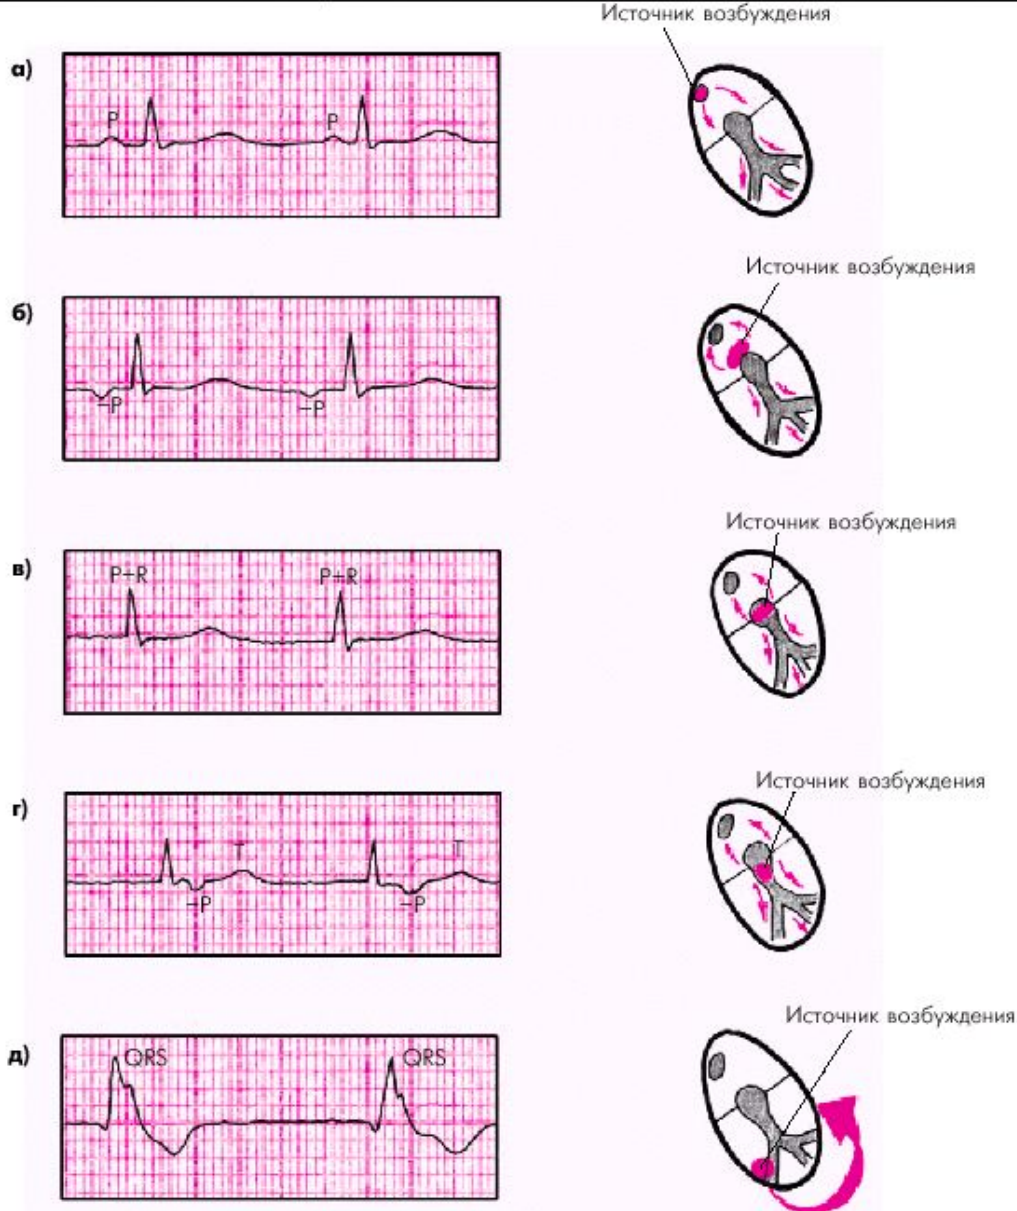 Источник возбуждения
а)
P P
Источник возбуждения
б)
–P –P
Источник возбуждения
в)
P+R P+R
Источник возбуждения
г)
T T
–P –P
Источник возбуждения
д)
QRS QRS